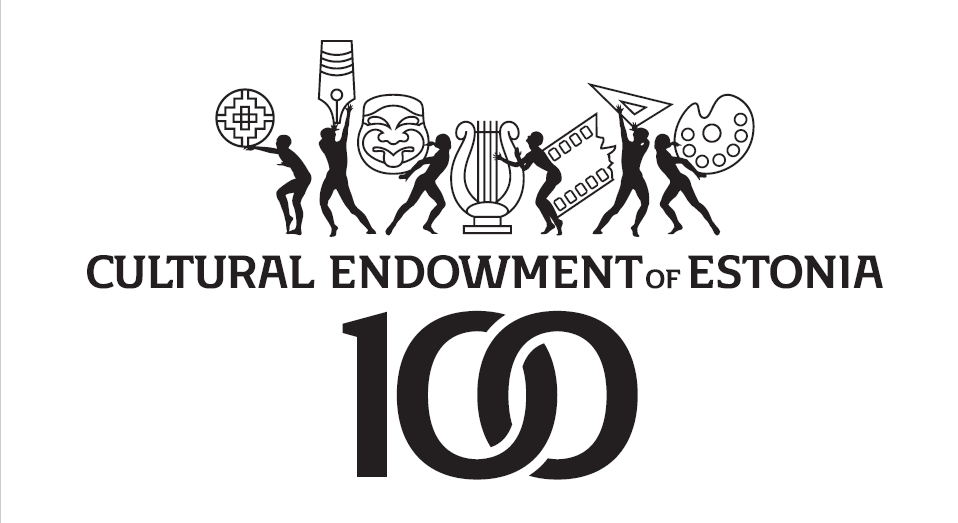 CULTURAL ENDOWMENT OF ESTONIA
100